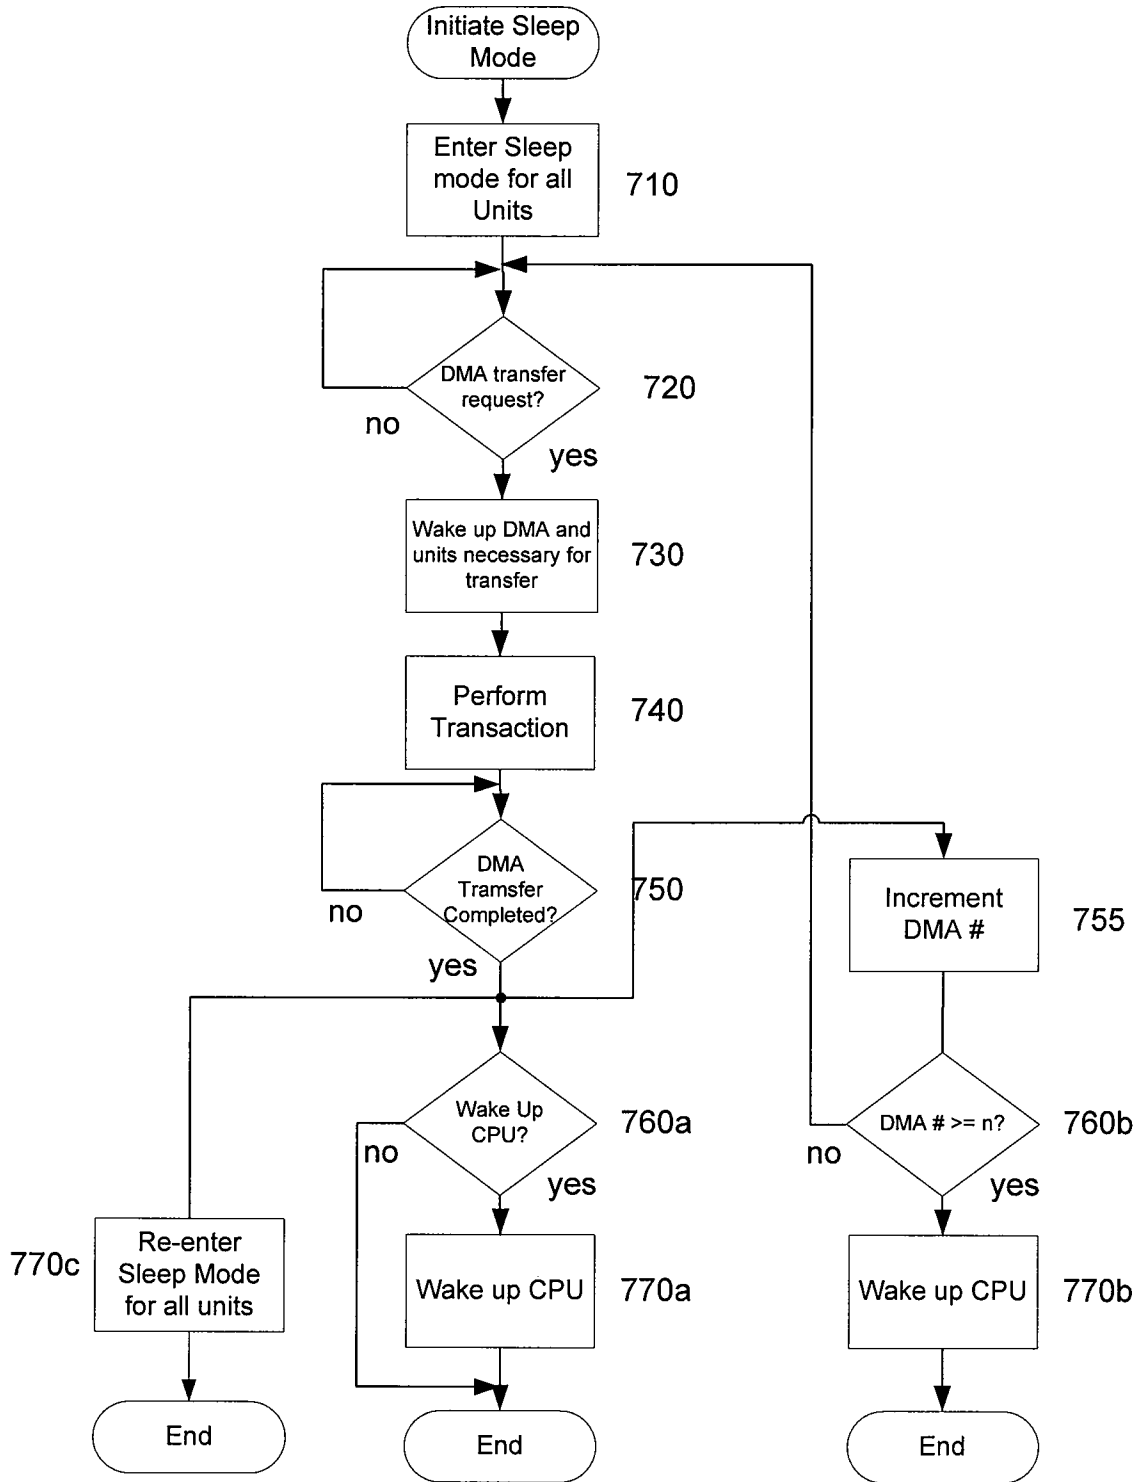 Initiate Sleep
Mode
Enter Sleep
mode for all
Units
710
DMA transfer
request?
720
no
yes
Wake up DMA and
units necessary for
transfer
730
Perform
Transaction
740
DMA
Tramsfer
Completed?
750
no
yes
Increment
DMA #
755
Wake Up
CPU?
760a
no
yes
DMA # >= n?
760b
no
yes
770c
Re-enter
Sleep Mode
for all units
Wake up CPU
770a
Wake up CPU
770b
End
End
End